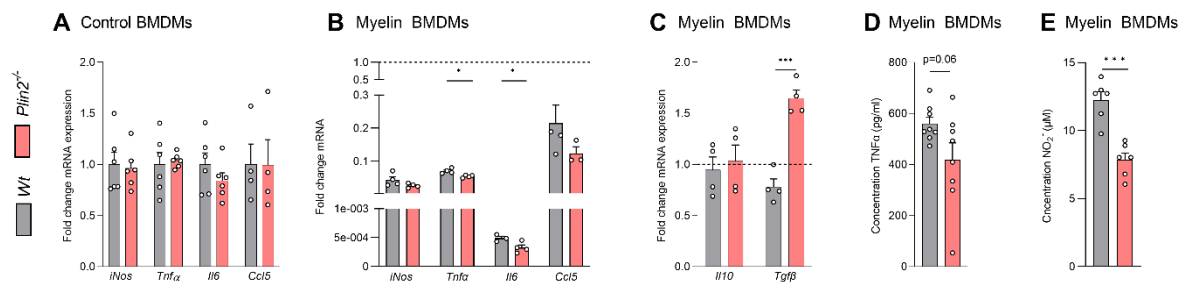 A Control BMDMs
B Myelin BMDMs
C Myelin BMDMs
D Myelin BMDMs
E Myelin BMDMs
Wt
Plin2-/-
Fold change mRNA expression
2.0
1.5
1.0
0.5
0.0
iNos Tnfα Il6 Ccl5
Fold change mRNA
1.0
0.5
0.3
0.1
1e-003
5e-004
0
* *
iNos Tnfα Il6 Ccl5
Fold change mRNA expression
2.0
1.5
1.0
0.5
0.0
***
Il10 Tgfβ
Concentration TNFα (pg/ml)
800
600
400
200
0
p=0.06
Cncentration NO2- (μM)
15
10
5
0
***